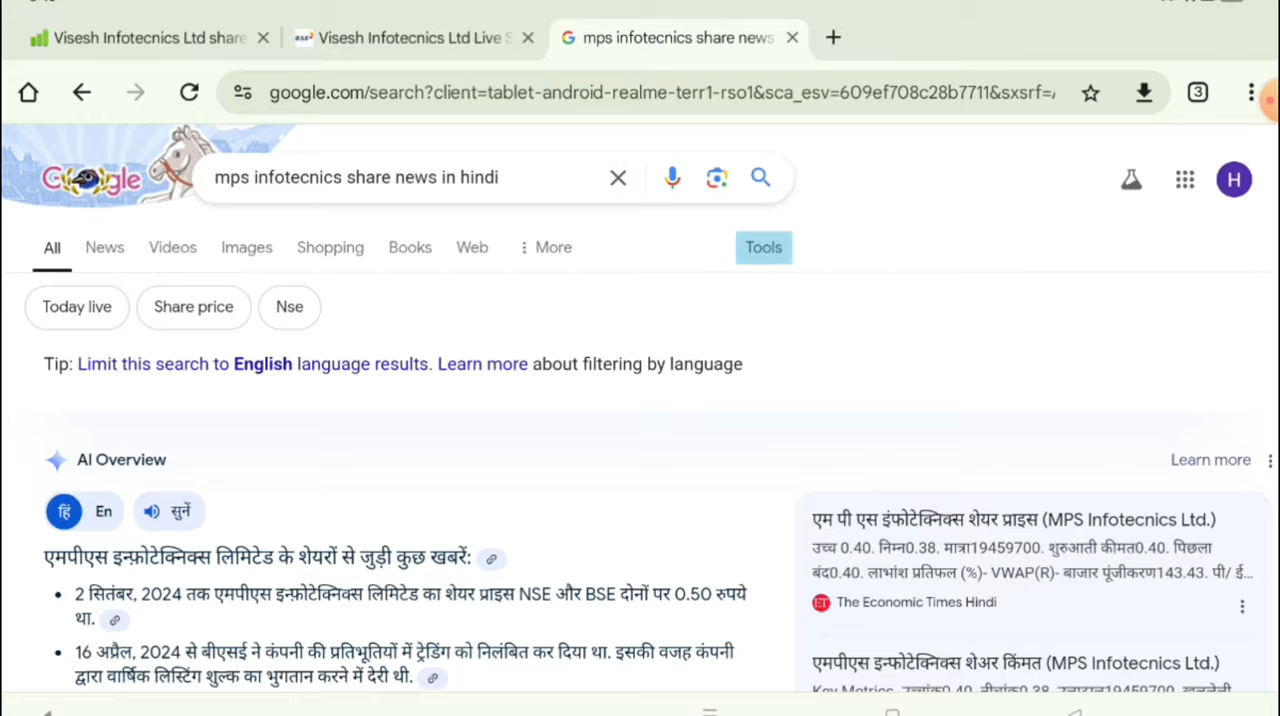 Visesh Infotecnics Ltd share
Visesh Infotecnics Ltd Live S
mps infotecnics share news
google.com/search?client=tablet-android-realme-terr1-rso1&sca_esv=609ef708c28b7711&sxsrf=
3
Google
mps infotecnics share news in hindi
H
All News Videos Images Shopping Books Web More Tools
Today live Share price Nse
Tip: Limit this search to English language results. Learn more about filtering by language
AI Overview
Learn more
हिं En सुनें
एमपीएस इन्फ़ोटेक्निक्स लिमिटेड के शेयरों से जुड़ी कुछ खबरें:
• 2 सितंबर, 2024 तक एमपीएस इन्फ़ोटेक्निक्स लिमिटेड का शेयर प्राइस NSE और BSE दोनों पर 0.50 रुपये
था.
• 16 अप्रैल, 2024 से बीएसई ने कंपनी की प्रतिभूतियों में ट्रेडिंग को निलंबित कर दिया था. इसकी वजह कंपनी
द्वारा वार्षिक लिस्टिंग शुल्क का भुगतान करने में देरी थी.
एम पी एस इंफोटेक्निक्स शेयर प्राइस (MPS Infotecnics Ltd.)
उच्च 0.40. निम्न0.38. मात्रा19459700. शुरुआती कीमत0.40. पिछला
बंद0.40. लाभांश प्रतिफल (%)- VWAP(R)- बाजार पूंजीकरण143.43. पी/ ई...
ET The Economic Times Hindi
एमपीएस इन्फोटेक्निक्स शेअर किंमत (MPS Infotecnics Ltd.)